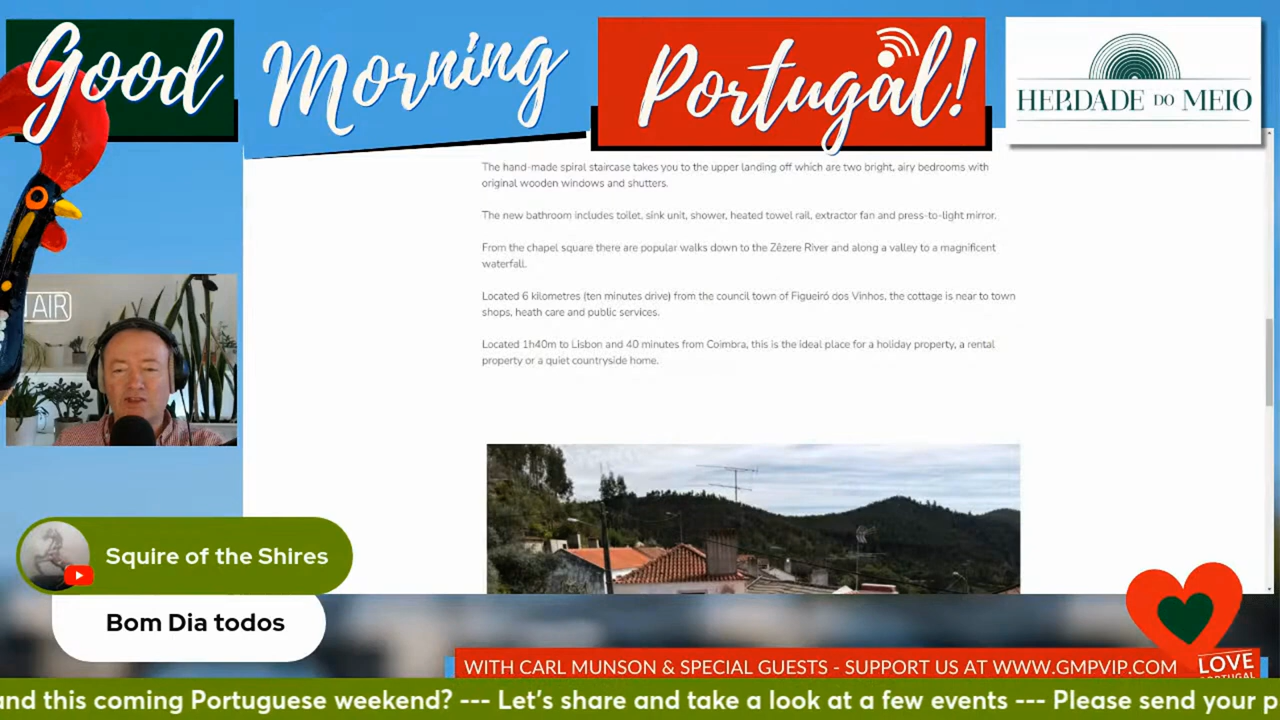 Good Morning Portugal!
HERDADE DO MEIO
The hand-made spiral staircase takes you to the upper landing off which are two bright, airy bedrooms with
original wooden windows and shutters.
The new bathroom includes toilet, sink unit, shower, heated towel rail, extractor fan and press-to-light mirror.
From the chapel square there are popular walks down to the Zêzere River and along a valley to a magnificent
waterfall.
Located 6 kilometres (ten minutes drive) from the council town of Figueiró dos Vinhos, the cottage is near to town
shops, heath care and public services.
Located 1h40m to Lisbon and 40 minutes from Coimbra, this is the ideal place for a holiday property, a rental
property or a quiet countryside home.
AIR
Squire of the Shires
Bom Dia todos
WITH CARL MUNSON & SPECIAL GUESTS - SUPPORT US AT WWW.GMPVIP.COM
LOVE
PORTUGAL
and this coming Portuguese weekend? --- Let's share and take a look at a few events --- Please send your p